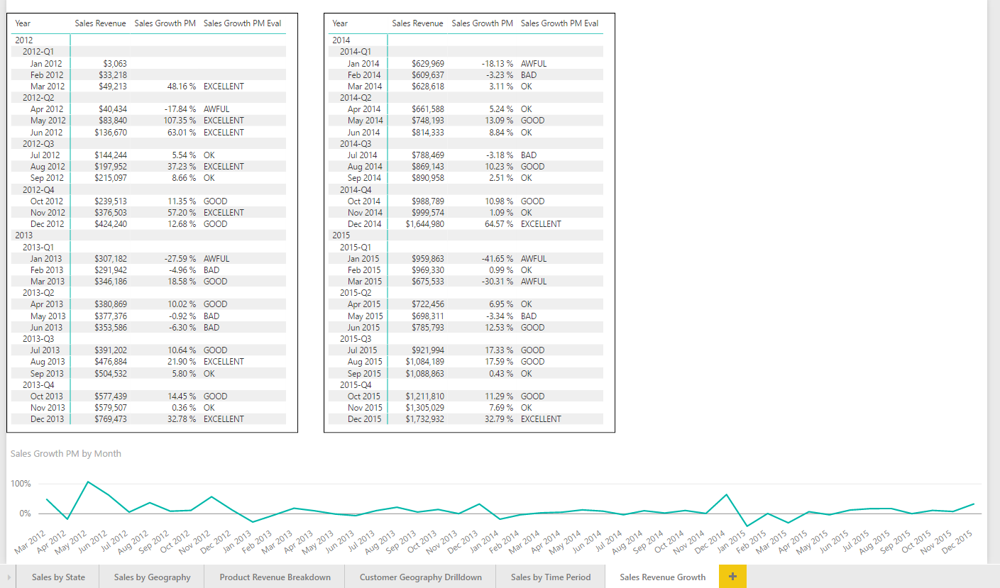 Year Sales Revenue Sales Growth PM Sales Growth PM Eval
2012
2012-Q1
Jan 2012 $3,063
Feb 2012 $33,218
Mar 2012 $49,213 48.16 % EXCELLENT
2012-Q2
Apr 2012 $40,434 -17.84 % AWFUL
May 2012 $83,840 107.35 % EXCELLENT
Jun 2012 $136,670 63.01 % EXCELLENT
2012-Q3
Jul 2012 $144,244 5.54 % OK
Aug 2012 $197,952 37.23 % EXCELLENT
Sep 2012 $215,097 8.66 % OK
2012-Q4
Oct 2012 $239,513 11.35 % GOOD
Nov 2012 $376,503 57.20 % EXCELLENT
Dec 2012 $424,240 12.68 % GOOD
2013
2013-Q1
Jan 2013 $307,182 -27.59 % AWFUL
Feb 2013 $291,942 -4.96 % BAD
Mar 2013 $346,186 18.58 % GOOD
2013-Q2
Apr 2013 $380,869 10.02 % GOOD
May 2013 $377,376 -0.92 % BAD
Jun 2013 $353,586 -6.30 % BAD
2013-Q3
Jul 2013 $391,202 10.64 % GOOD
Aug 2013 $476,884 21.90 % EXCELLENT
Sep 2013 $504,532 5.80 % OK
2013-Q4
Oct 2013 $577,439 14.45 % GOOD
Nov 2013 $579,507 0.36 % OK
Dec 2013 $769,473 32.78 % EXCELLENT
Year Sales Revenue Sales Growth PM Sales Growth PM Eval
2014
2014-Q1
Jan 2014 $629,969 -18.13 % AWFUL
Feb 2014 $609,637 -3.23 % BAD
Mar 2014 $628,618 3.11 % OK
2014-Q2
Apr 2014 $661,588 5.24 % OK
May 2014 $748,193 13.09 % GOOD
Jun 2014 $814,333 8.84 % OK
2014-Q3
Jul 2014 $788,469 -3.18 % BAD
Aug 2014 $869,143 10.23 % GOOD
Sep 2014 $890,958 2.51 % OK
2014-Q4
Oct 2014 $988,789 10.98 % GOOD
Nov 2014 $999,574 1.09 % OK
Dec 2014 $1,644,980 64.57 % EXCELLENT
2015
2015-Q1
Jan 2015 $959,863 -41.65 % AWFUL
Feb 2015 $969,330 0.99 % OK
Mar 2015 $675,533 -30.31 % AWFUL
2015-Q2
Apr 2015 $722,456 6.95 % OK
May 2015 $698,311 -3.34 % BAD
Jun 2015 $785,793 12.53 % GOOD
2015-Q3
Jul 2015 $921,994 17.33 % GOOD
Aug 2015 $1,084,189 17.59 % GOOD
Sep 2015 $1,088,863 0.43 % OK
2015-Q4
Oct 2015 $1,211,810 11.29 % GOOD
Nov 2015 $1,305,029 7.69 % OK
Dec 2015 $1,732,932 32.79 % EXCELLENT
Sales Growth PM by Month
100%
0%
Mar 2012 Apr 2012 May 2012 Jun 2012 Jul 2012 Aug 2012 Sep 2012 Oct 2012 Nov 2012 Dec 2012 Jan 2013 Feb 2013 Mar 2013 Apr 2013 May 2013 Jun 2013 Jul 2013 Aug 2013 Sep 2013 Oct 2013 Nov 2013 Dec 2013 Jan 2014 Feb 2014 Mar 2014 Apr 2014 May 2014 Jun 2014 Jul 2014 Aug 2014 Sep 2014 Oct 2014 Nov 2014 Dec 2014 Jan 2015 Feb 2015 Mar 2015 Apr 2015 May 2015 Jun 2015 Jul 2015 Aug 2015 Sep 2015 Oct 2015 Nov 2015 Dec 2015
Sales by State Sales by Geography Product Revenue Breakdown Customer Geography Drilldown Sales by Time Period Sales Revenue Growth +